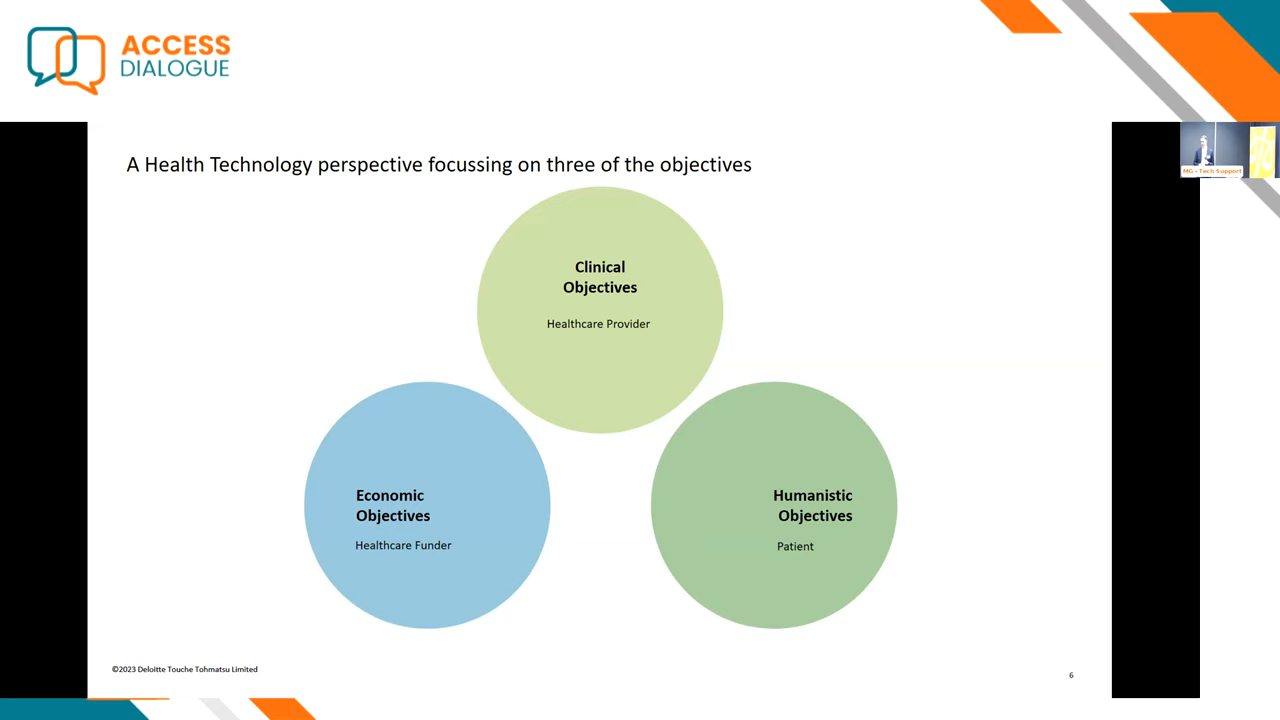 ACCESS
DIALOGUE
MG - Tech Support
A Health Technology perspective focussing on three of the objectives
Clinical
Objectives
Healthcare Provider
Economic
Objectives
Healthcare Funder
Humanistic
Objectives
Patient
©2023 Deloitte Touche Tohmatsu Limited
6